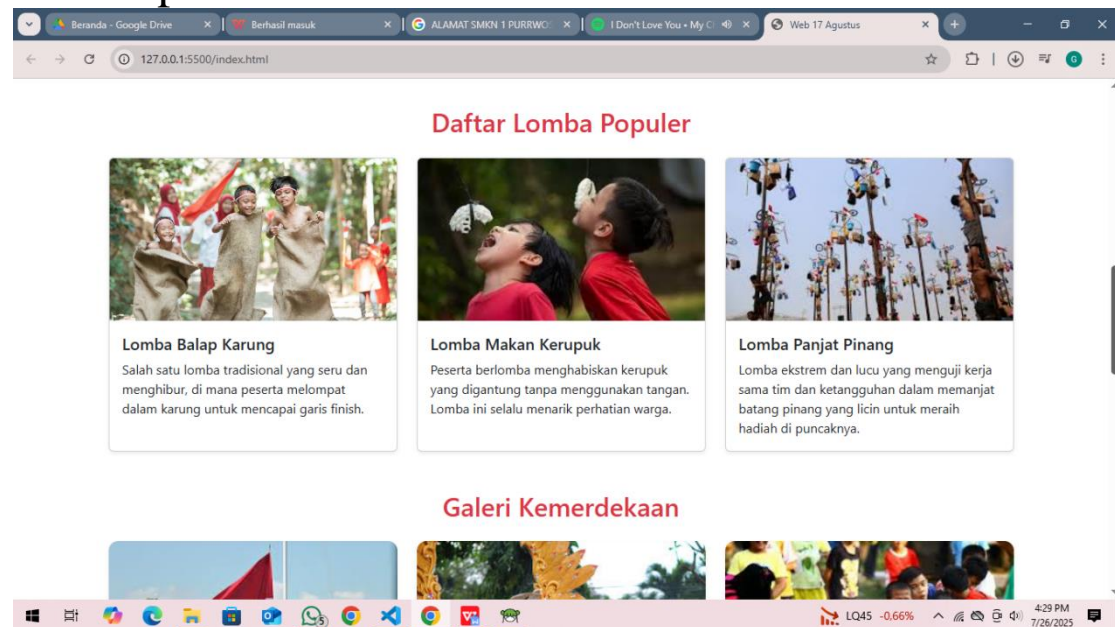 Beranda - Google Drive
Berhasil masuk
ALAMAT SMKN 1 PURRWOS
I Don't Love You • My C
Web 17 Agustus
127.0.0.1:5500/index.html
G
Daftar Lomba Populer
Lomba Balap Karung
Salah satu lomba tradisional yang seru dan
menghibur, di mana peserta melompat
dalam karung untuk mencapai garis finish.
Lomba Makan Kerupuk
Peserta berlomba menghabiskan kerupuk
yang digantung tanpa menggunakan tangan.
Lomba ini selalu menarik perhatian warga.
Lomba Panjat Pinang
Lomba ekstrem dan lucu yang menguji kerja
sama tim dan ketangguhan dalam memanjat
batang pinang yang licin untuk meraih
hadiah di puncaknya.
Galeri Kemerdekaan
LQ45 -0,66%
4:29 PM
7/26/2025